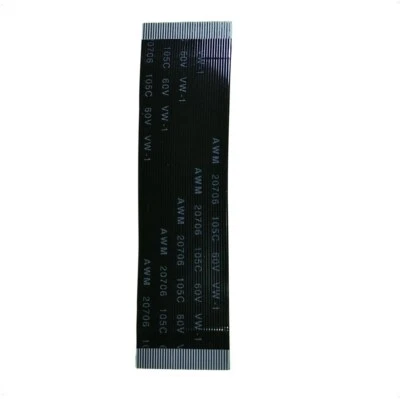 AWM 20706 105C 60V VW-1
VW-1
AWM 20706 105C 60V VW-1
60V VW-1
AWM 20706 105C 60V
105C 60V VW-1
AWM 20706 105C 60V
20706 105C 60V VW-1
AWM 20706